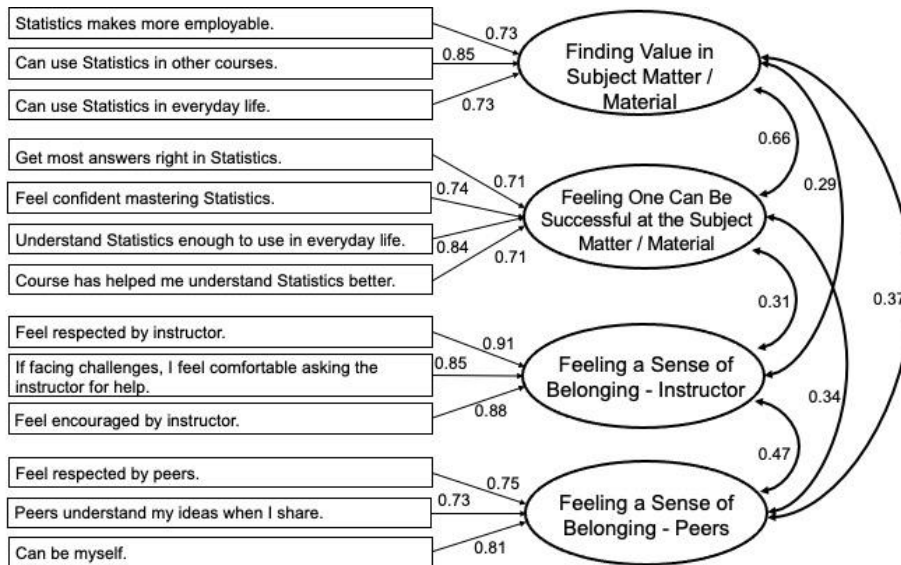 Statistics makes more employable.
0.73
Can use Statistics in other courses.
0.85
Can use Statistics in everyday life.
0.73
Finding Value in
Subject Matter /
Material
Get most answers right in Statistics.
0.71
Feel confident mastering Statistics.
0.74
Understand Statistics enough to use in everyday life.
0.84
Course has helped me understand Statistics better.
0.71
Feeling One Can Be
Successful at the Subject
Matter / Material
Feel respected by instructor.
0.91
If facing challenges, I feel comfortable asking the
instructor for help.
0.85
Feel encouraged by instructor.
0.88
Feeling a Sense of
Belonging - Instructor
Feel respected by peers.
0.75
Peers understand my ideas when I share.
0.73
Can be myself.
0.81
Feeling a Sense of
Belonging - Peers
0.66
0.29
0.37
0.31
0.34
0.47